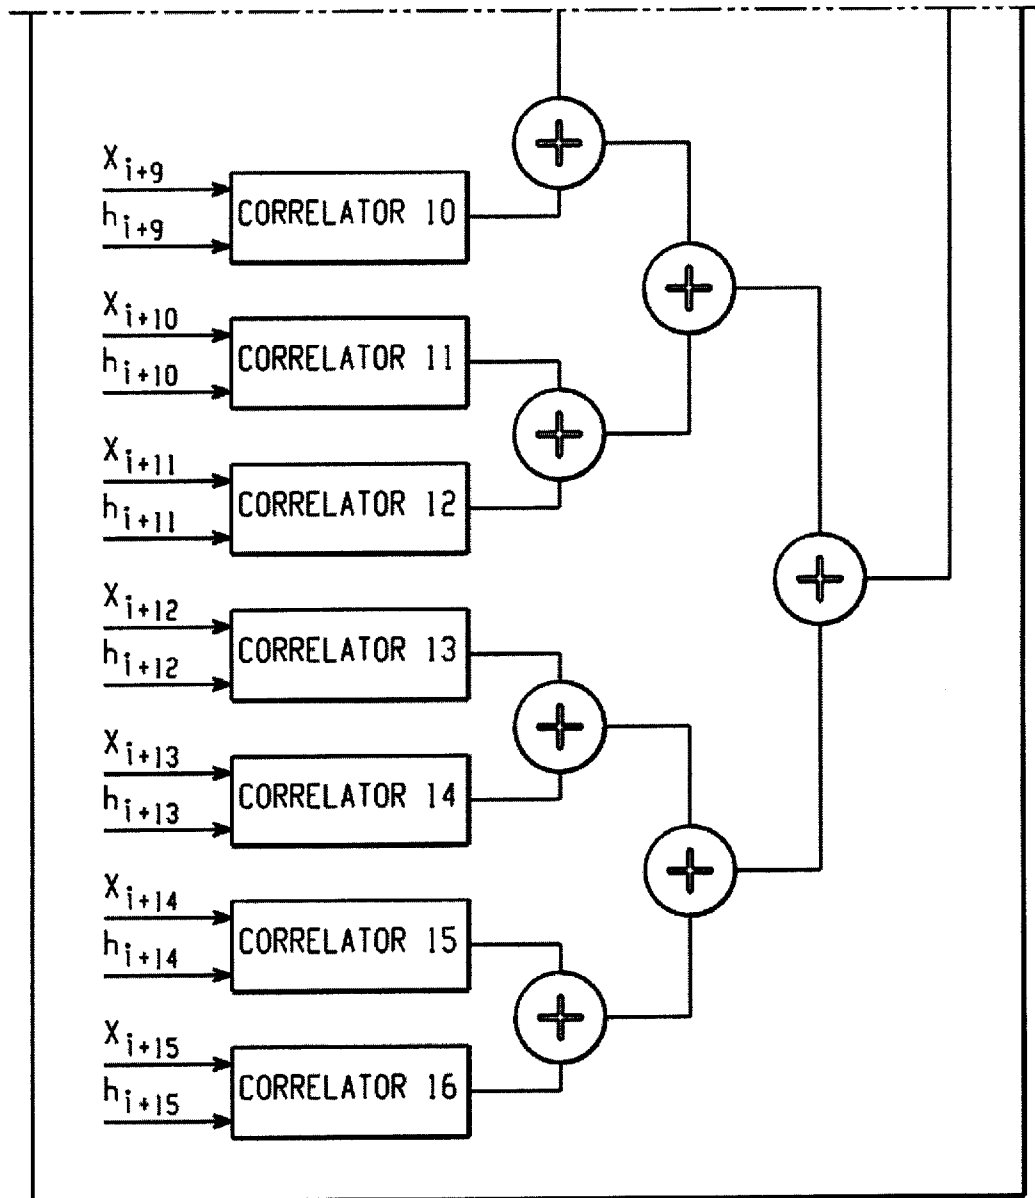 X i+9
h i+9
CORRELATOR 10
X i+10
h i+10
CORRELATOR 11
X i+11
h i+11
CORRELATOR 12
X i+12
h i+12
CORRELATOR 13
X i+13
h i+13
CORRELATOR 14
X i+14
h i+14
CORRELATOR 15
X i+15
h i+15
CORRELATOR 16